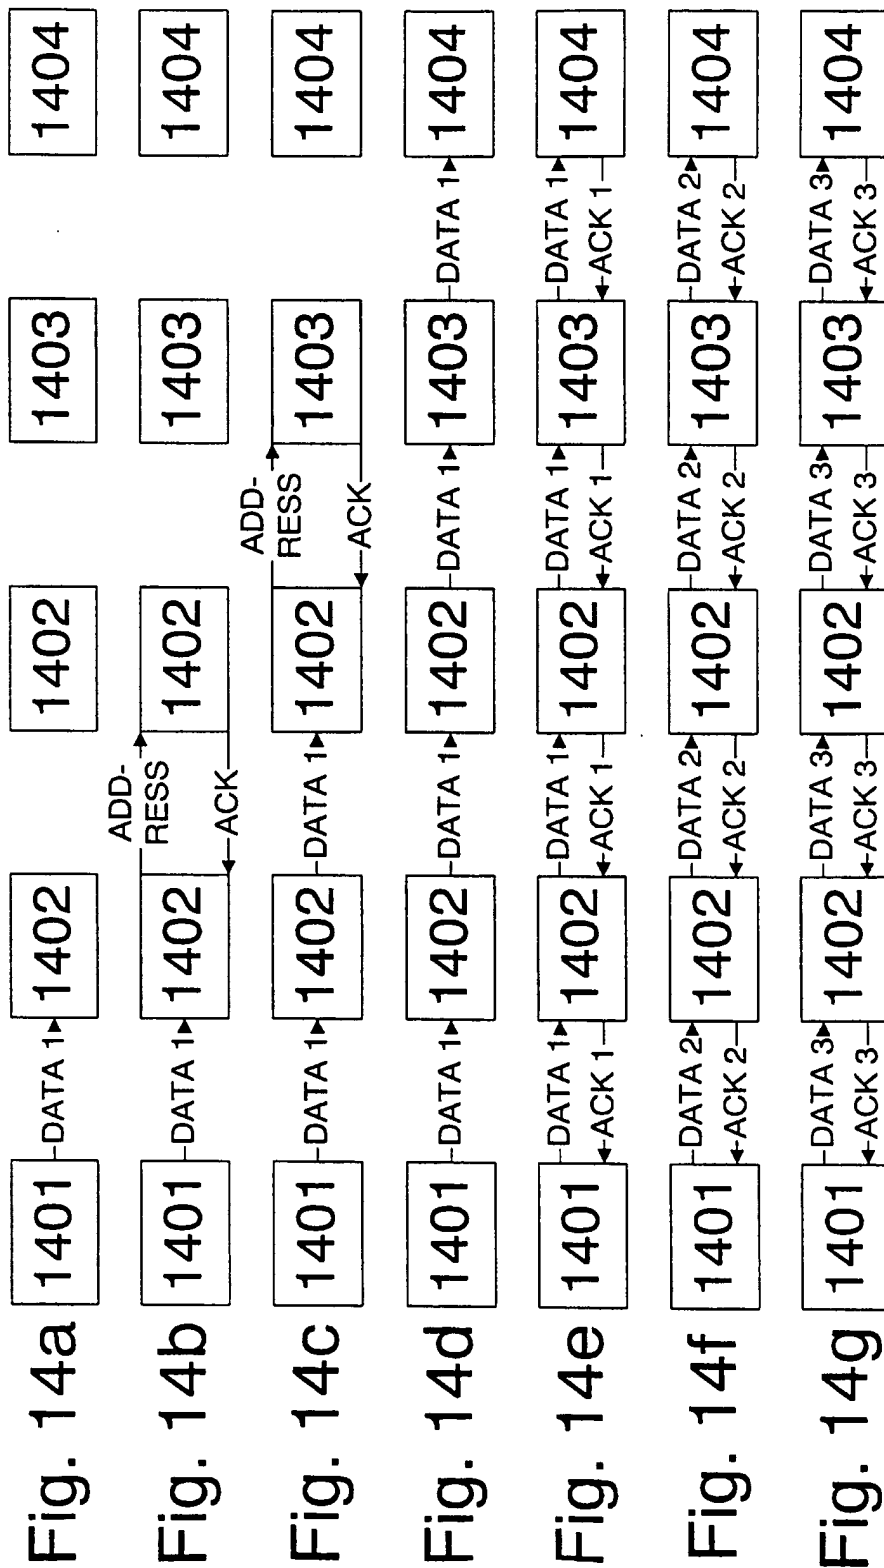 Fig. 14a
1401
DATA 1
1402
1402
1403
1404
Fig. 14b
1401
DATA 1
1402
ADD-
RESS
ACK
1402
1403
1404
Fig. 14c
1401
DATA 1
1402
DATA 1
1402
ADD-
RESS
ACK
1403
1404
Fig. 14d
1401
DATA 1
1402
DATA 1
1402
DATA 1
1403
DATA 1
1404
Fig. 14e
1401
DATA 1
ACK 1
1402
DATA 1
ACK 1
1402
DATA 1
ACK 1
1403
DATA 1
ACK 1
1404
Fig. 14f
1401
DATA 2
ACK 2
1402
DATA 2
ACK 2
1402
DATA 2
ACK 2
1403
DATA 2
ACK 2
1404
Fig. 14g
1401
DATA 3
ACK 3
1402
DATA 3
ACK 3
1402
DATA 3
ACK 3
1403
DATA 3
ACK 3
1404